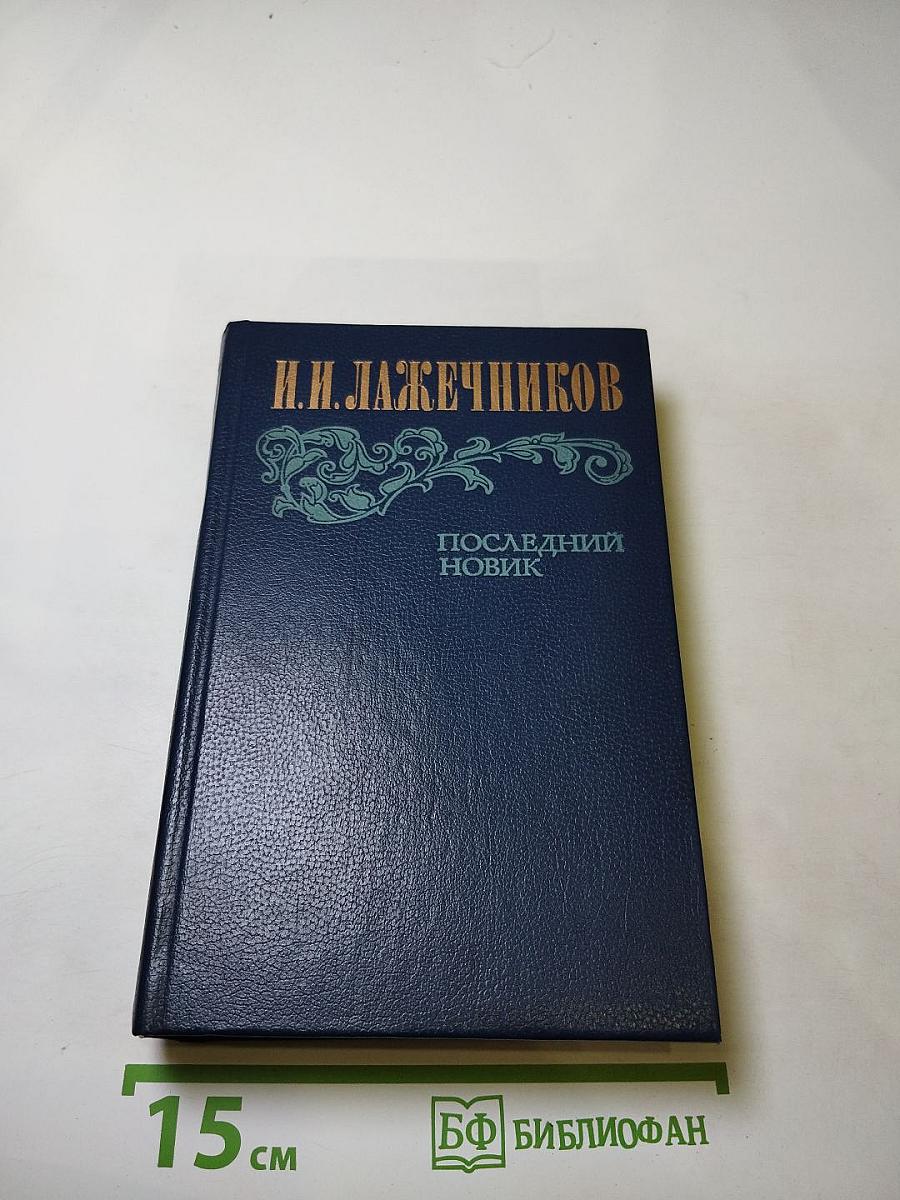 И.И.ЛАЖЕЧНИКОВ
ПОСЛЕДНИЙ
НОВИК
15 см
БФ БИБЛИОФАН